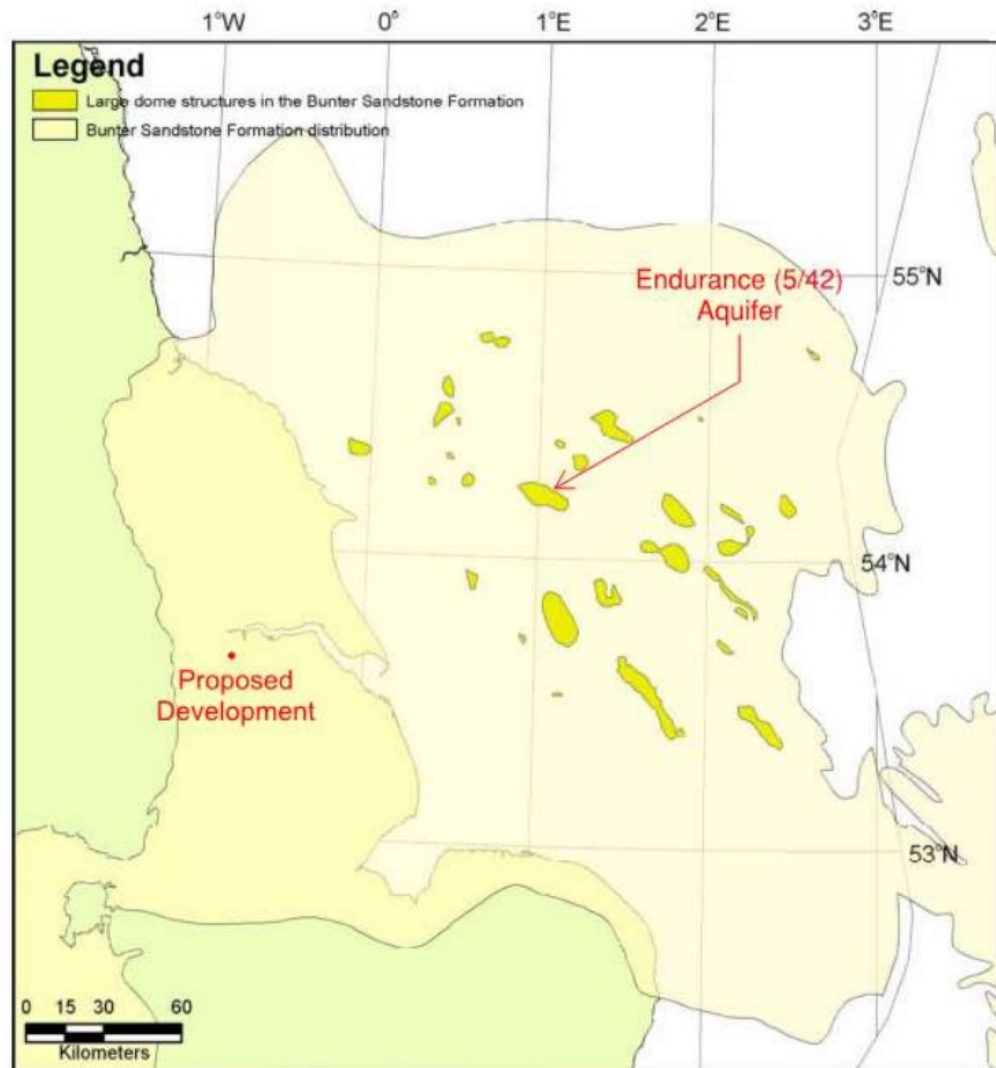 1°W 0° 1°E 2°E 3°E
Legend
Large dome structures in the Bunter Sandstone Formation
Bunter Sandstone Formation distribution
55°N
Endurance (5/42)
Aquifer
54°N
Proposed
Development
53°N
0 15 30 60
Kilometers